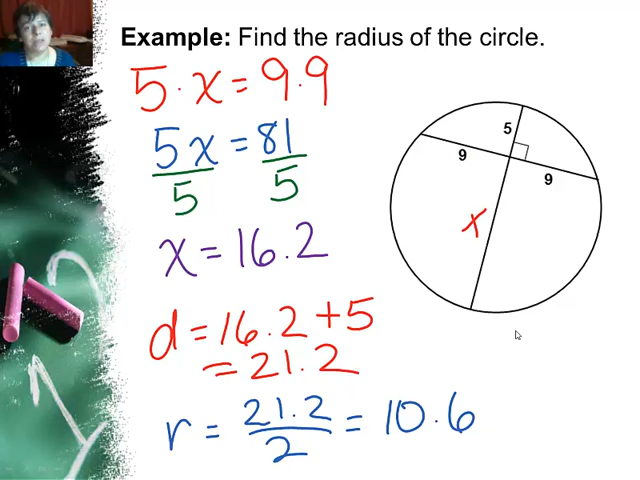 Example: Find the radius of the circle.
5 · x = 9 · 9
5x = 81
5 5
x = 16.2
d = 16.2 + 5
= 21.2
r = 21.2 = 10.6
2
5
9
9
x